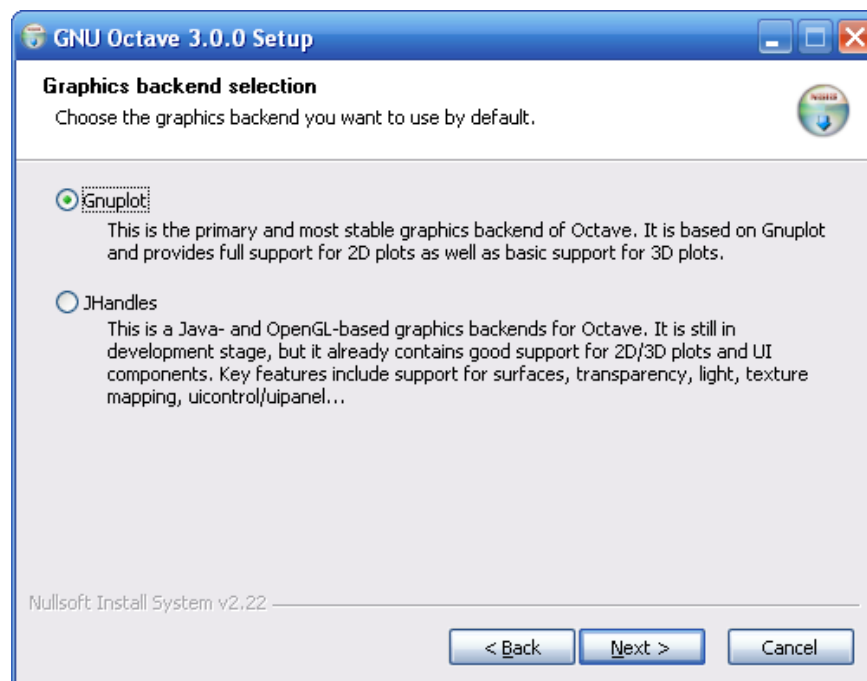 GNU Octave 3.0.0 Setup
Graphics backend selection
Choose the graphics backend you want to use by default.
Gnuplot
This is the primary and most stable graphics backend of Octave. It is based on Gnuplot
and provides full support for 2D plots as well as basic support for 3D plots.
JHandles
This is a Java- and OpenGL-based graphics backends for Octave. It is still in
development stage, but it already contains good support for 2D/3D plots and UI
components. Key features include support for surfaces, transparency, light, texture
mapping, uicontrol/uipanel...
Nullsoft Install System v2.22
< Back
Next >
Cancel